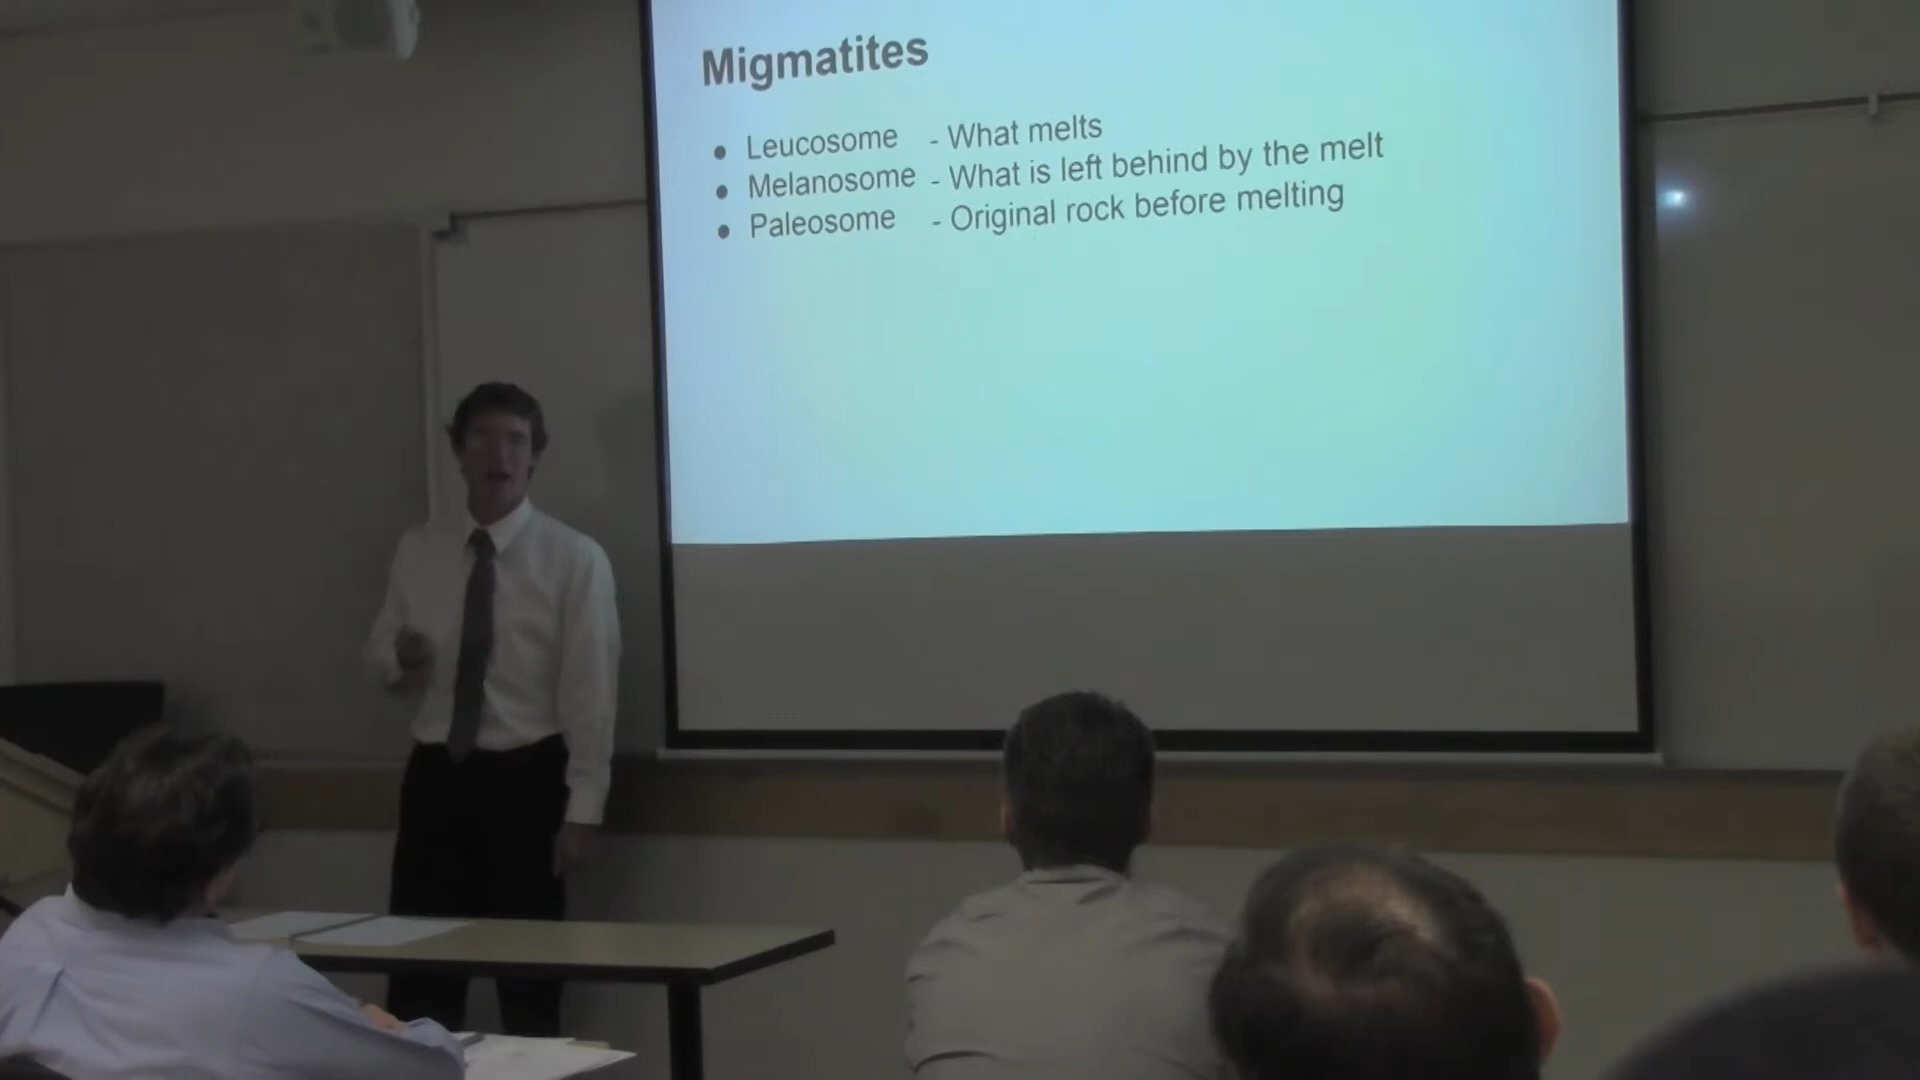 Migmatites
● Leucosome - What melts
● Melanosome - What is left behind by the melt
● Paleosome - Original rock before melting